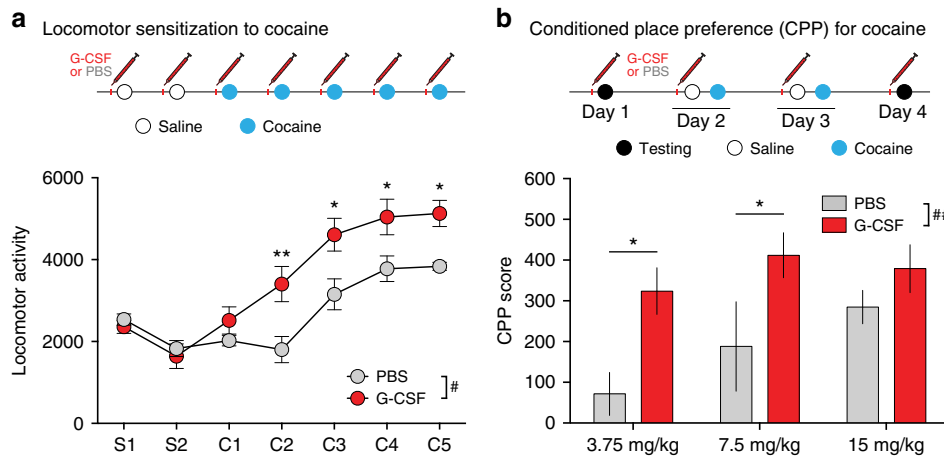 a Locomotor sensitization to cocaine
G-CSF
or PBS
Saline
Cocaine
Locomotor activity
6000
4000
2000
0
**
*
*
*
PBS
G-CSF
#
S1 S2 C1 C2 C3 C4 C5
b Conditioned place preference (CPP) for cocaine
G-CSF
or PBS
Day 1
Day 2
Day 3
Day 4
Testing
Saline
Cocaine
CPP score
600
500
400
300
200
100
0
*
*
PBS
G-CSF
##
3.75 mg/kg 7.5 mg/kg 15 mg/kg